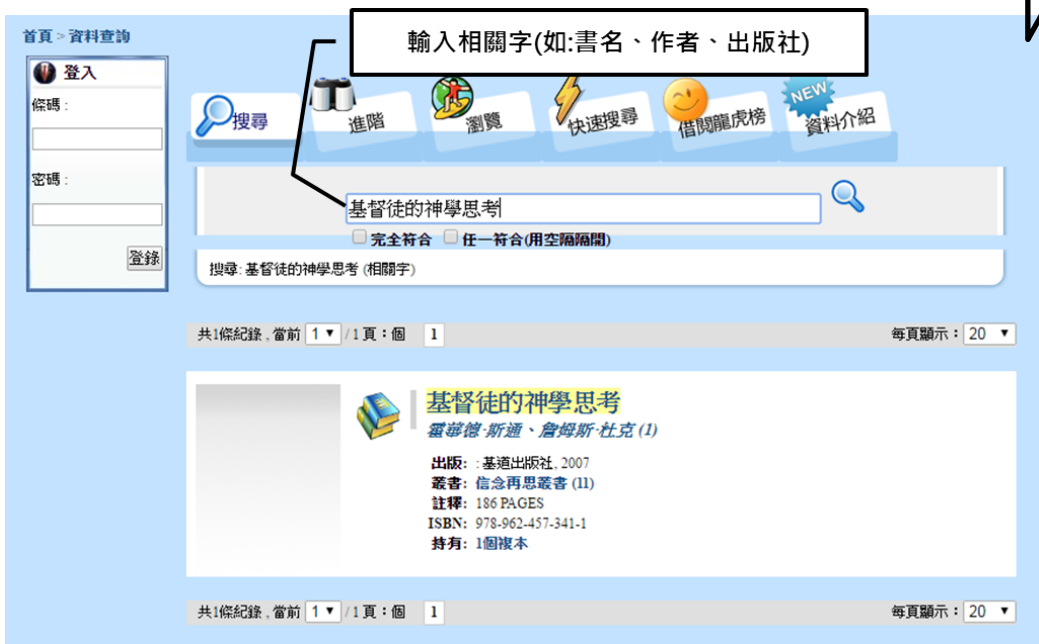 首頁 > 資料查詢
輸入相關字(如:書名、作者、出版社)
登入
條碼 :
密碼 :
登錄
搜尋
進階
瀏覽
快速搜尋
借閱龍虎榜
NEW
資料介紹
基督徒的神學思考
完全符合 任一符合(用空隔隔開)
搜尋: 基督徒的神學思考 (相關字)
共1條紀錄 , 當前 1 / 1 頁：個 1 每頁顯示： 20
基督徒的神學思考
霍華德·斯通、詹姆斯·杜克 (1)
出版: : 基道出版社, 2007
叢書: 信念再思叢書 (11)
註釋: 186 PAGES
ISBN: 978-962-457-341-1
持有: 1個複本
共1條紀錄 , 當前 1 / 1 頁：個 1 每頁顯示： 20